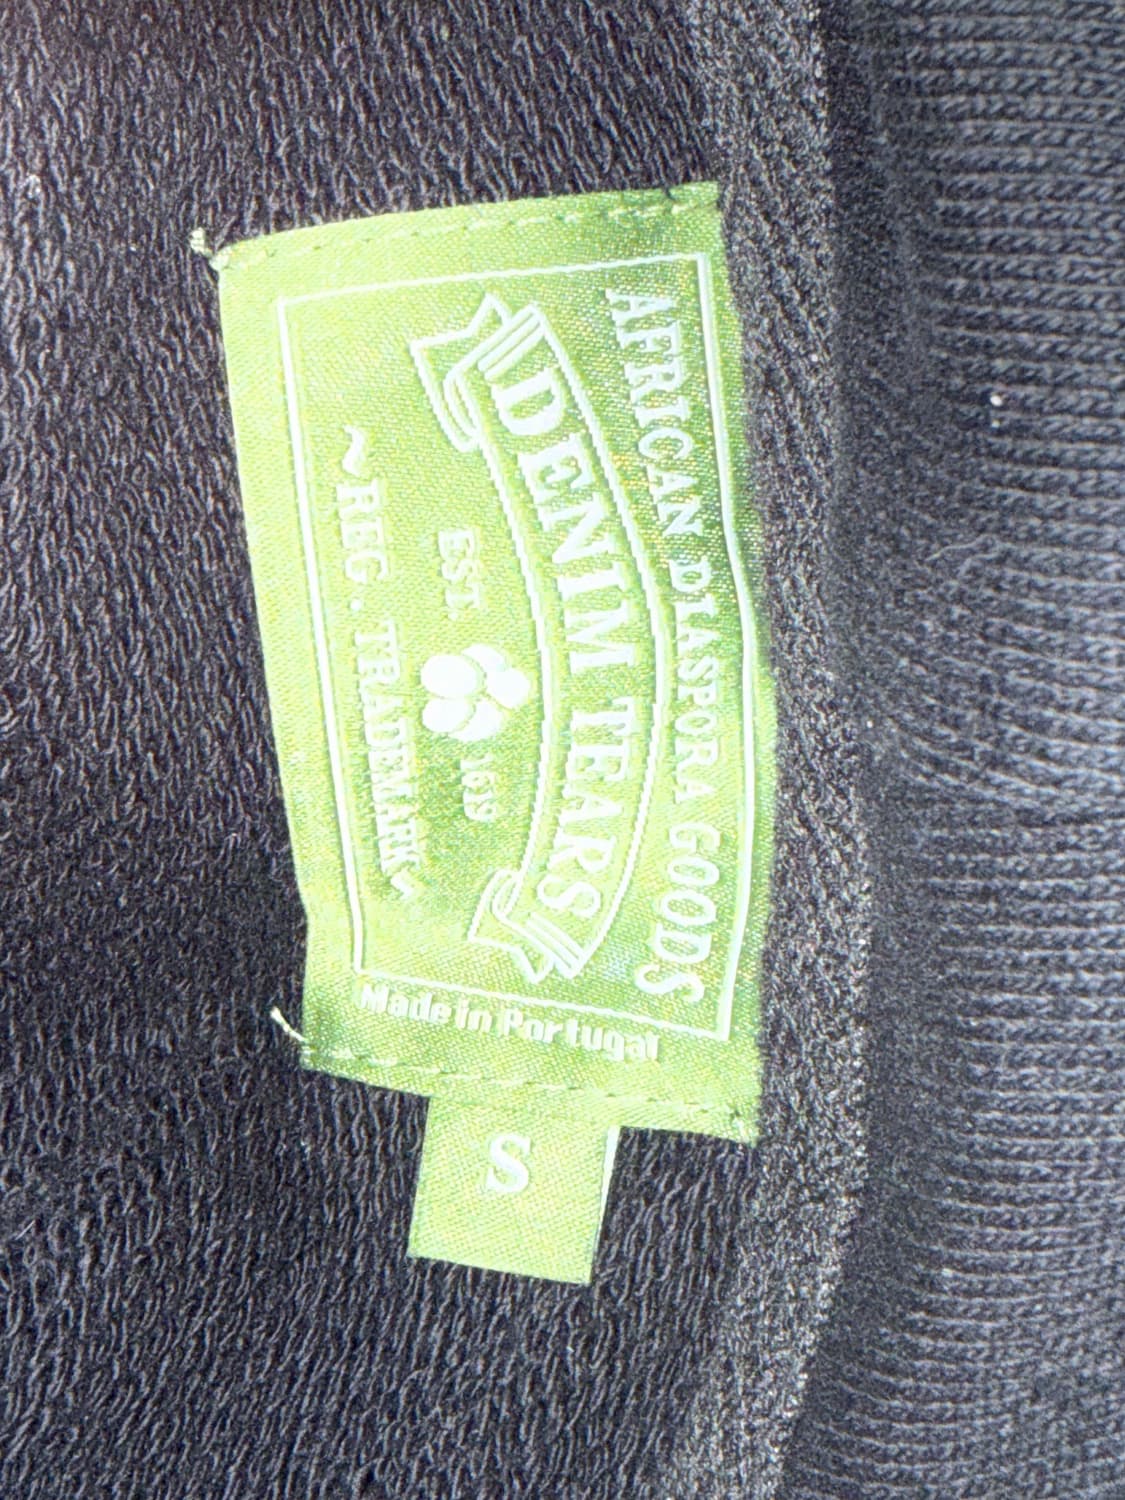 AFRICAN DIASPORA GOODS
DENIM TEARS
EST. 1619
~ REG. TRADEMARK ~
Made in Portugal
S